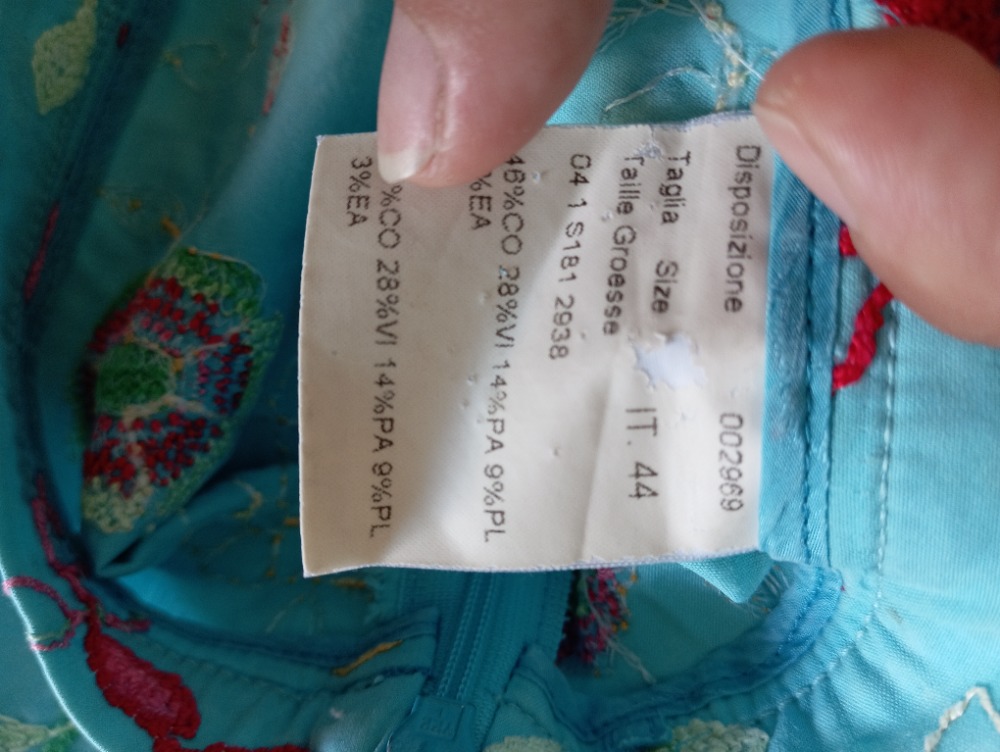 Disposizione 002969
Taglia Size
Taille Groesse IT. 44
04 1 S181 2938
46%CO 28%VI 14%PA 9%PL
%EA
%CO 28%VI 14%PA 9%PL
3%EA